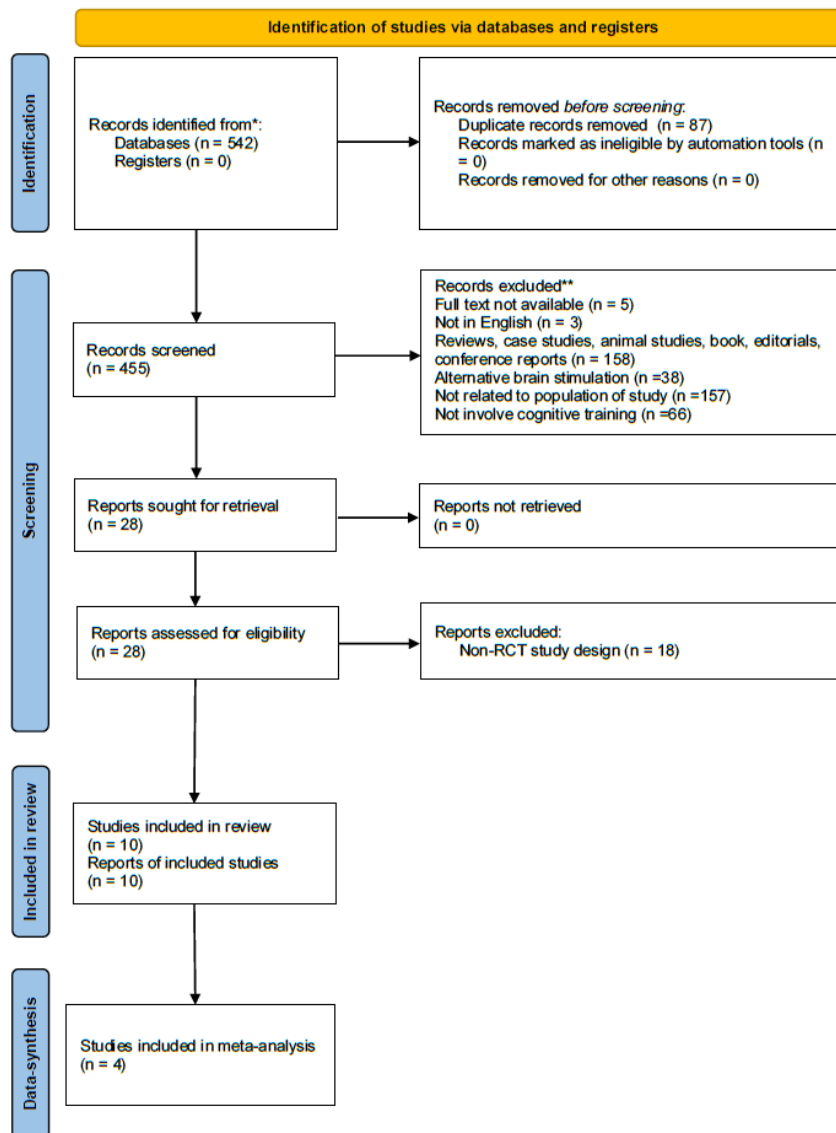 Identification of studies via databases and registers
Identification
Records identified from*:
Databases (n = 542)
Registers (n = 0)
Records removed before screening:
Duplicate records removed (n = 87)
Records marked as ineligible by automation tools (n
= 0)
Records removed for other reasons (n = 0)
Screening
Records screened
(n = 455)
Records excluded**
Full text not available (n = 5)
Not in English (n = 3)
Reviews, case studies, animal studies, book, editorials,
conference reports (n = 158)
Alternative brain stimulation (n =38)
Not related to population of study (n =157)
Not involve cognitive training (n =66)
Reports sought for retrieval
(n = 28)
Reports not retrieved
(n = 0)
Reports assessed for eligibility
(n = 28)
Reports excluded:
Non-RCT study design (n = 18)
Included in review
Studies included in review
(n = 10)
Reports of included studies
(n = 10)
Data-synthesis
Studies included in meta-analysis
(n = 4)